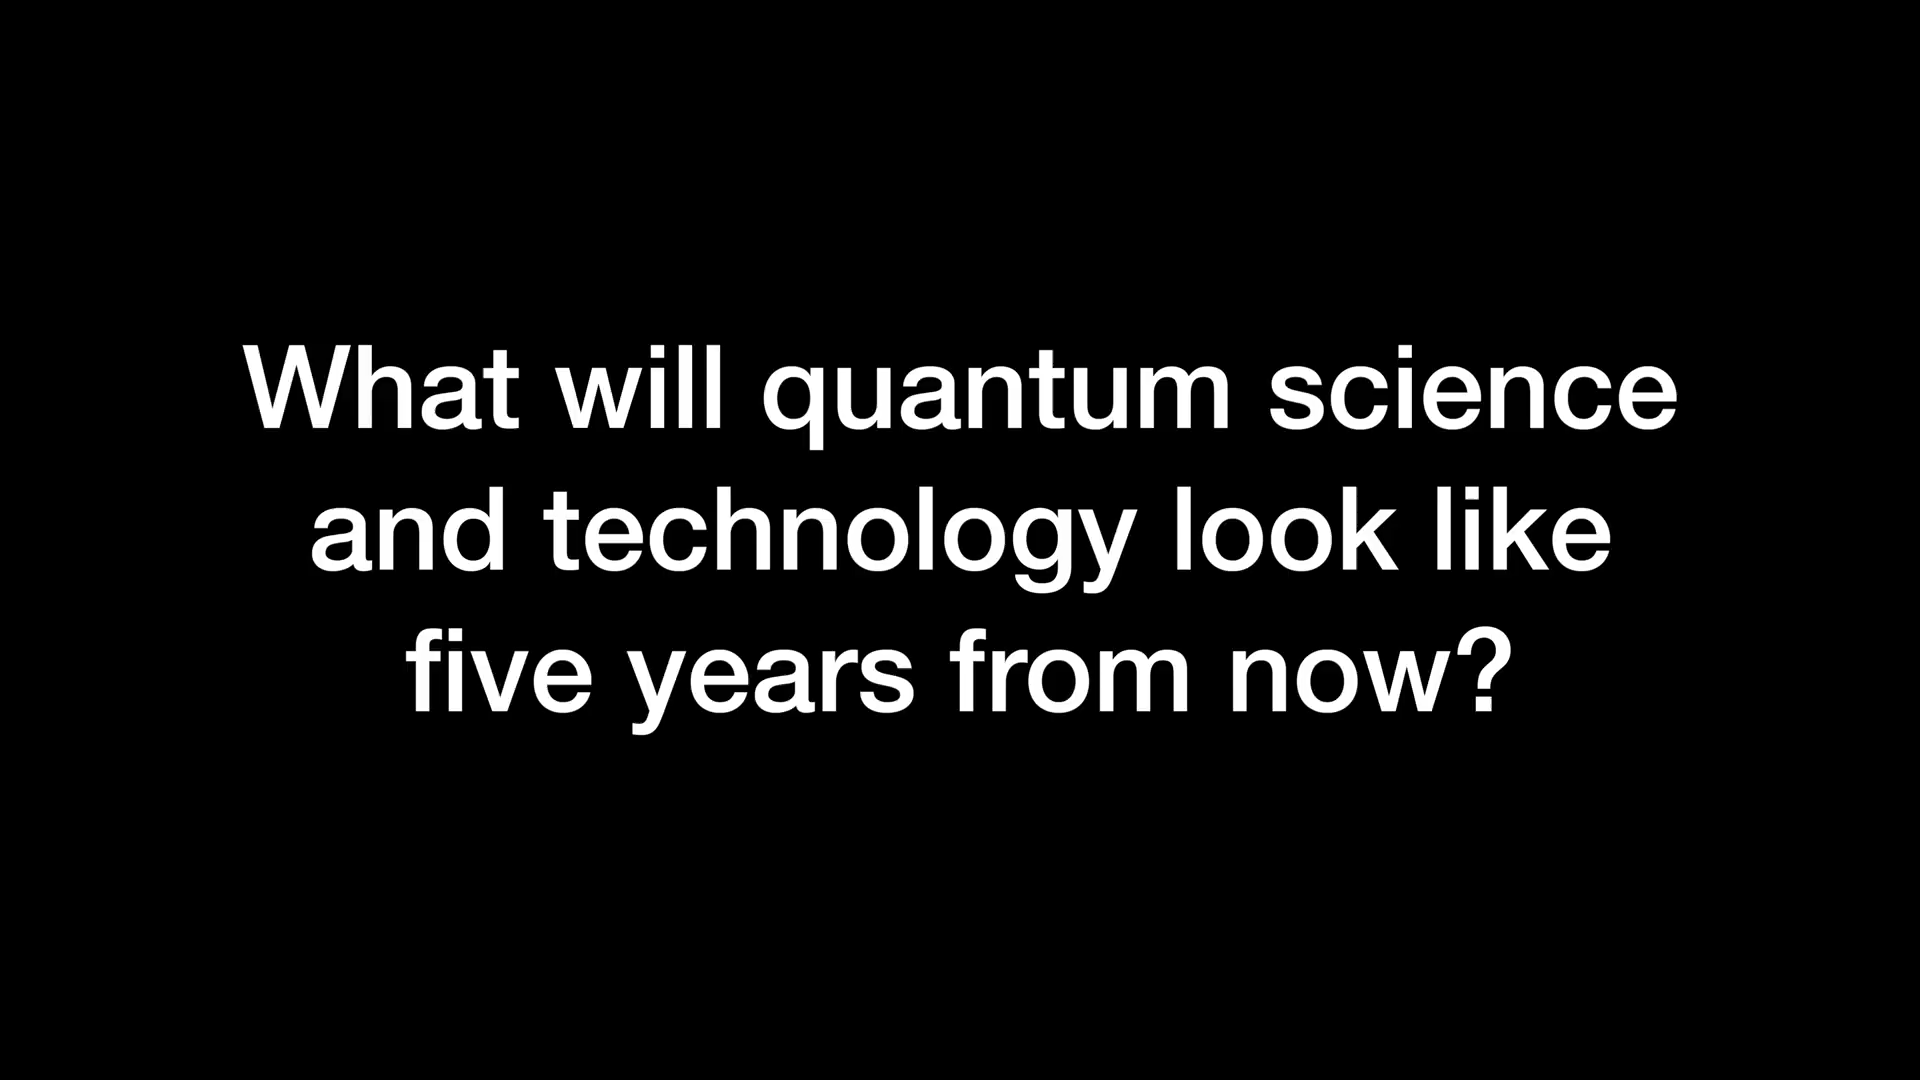 What will quantum science
and technology look like
five years from now?